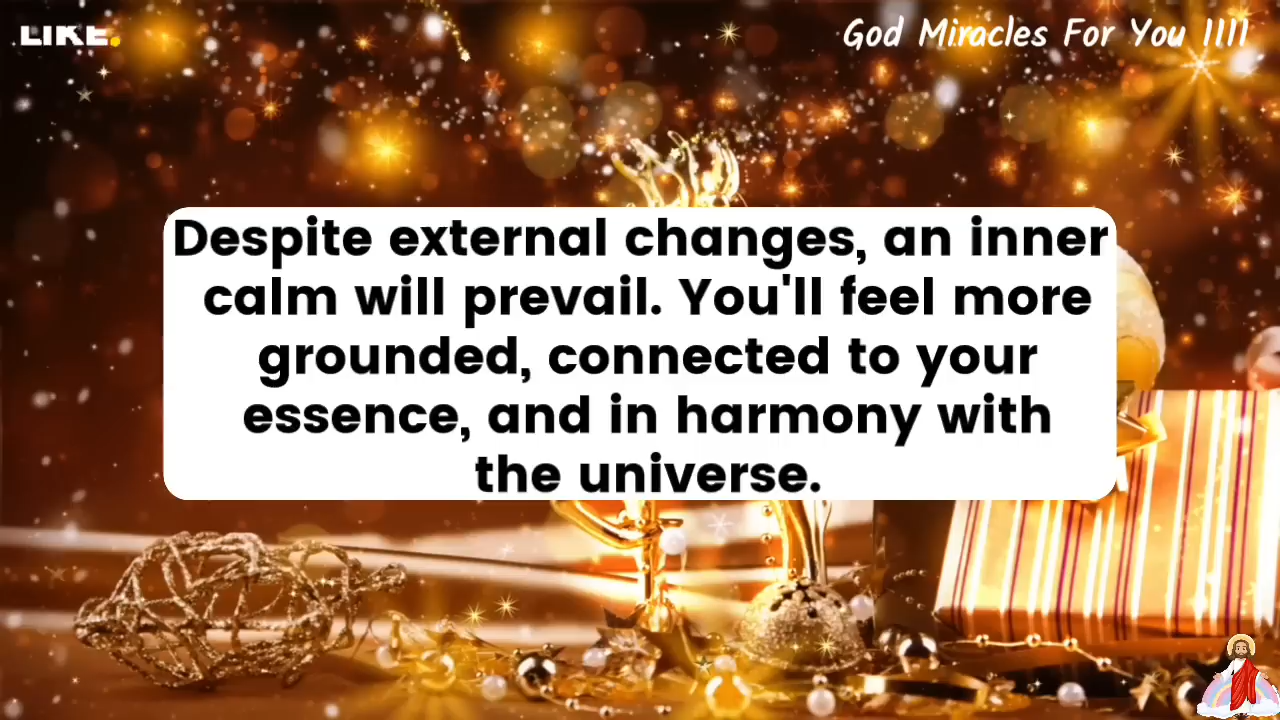 LIKE.
God Miracles For You 1111
Despite external changes, an inner
calm will prevail. You'll feel more
grounded, connected to your
essence, and in harmony with
the universe.